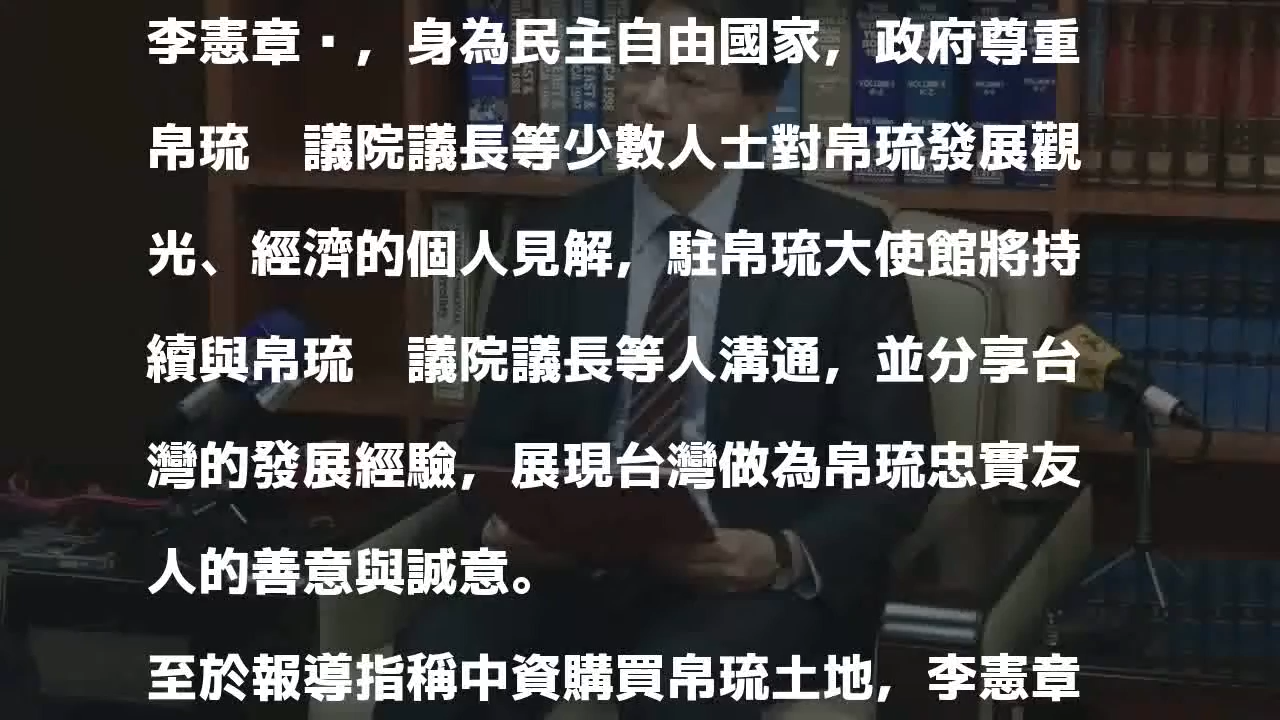 李憲章·，身為民主自由國家，政府尊重
帛琉　議院議長等少數人士對帛琉發展觀
光、經濟的個人見解，駐帛琉大使館將持
續與帛琉　議院議長等人溝通，並分享台
灣的發展經驗，展現台灣做為帛琉忠實友
人的善意與誠意。
至於報導指稱中資購買帛琉土地，李憲章